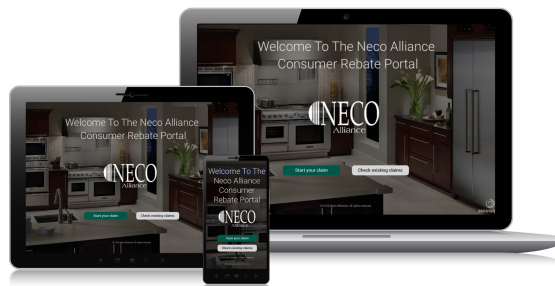 Welcome To The Neco Alliance
Consumer Rebate Portal
NECO
Alliance
Start your claim
Check existing claims
Welcome To The Neco Alliance
Consumer Rebate Portal
NECO
Alliance
Start your claim
Check existing claims
Welcome To The
Neco Alliance
Consumer
Rebate Portal
NECO
Alliance
Start your claim
Check existing claims